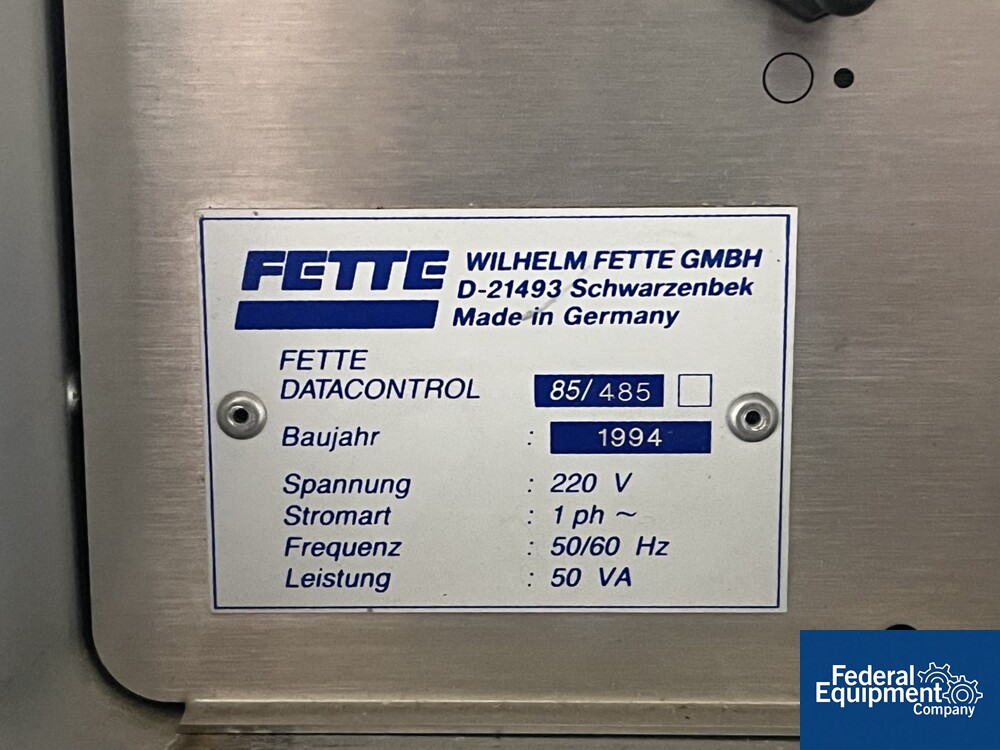 FETTE
WILHELM FETTE GMBH
D-21493 Schwarzenbek
Made in Germany
FETTE
DATACONTROL 85/485
Baujahr : 1994
Spannung : 220 V
Stromart : 1 ph ~
Frequenz : 50/60 Hz
Leistung : 50 VA
Federal
Equipment
Company